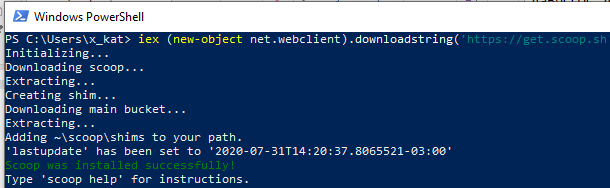 Windows PowerShell
PS C:\Users\x_kat> iex (new-object net.webclient).downloadstring('https://get.scoop.sh
Initializing...
Downloading scoop...
Extracting...
Creating shim...
Downloading main bucket...
Extracting...
Adding ~\scoop\shims to your path.
'lastupdate' has been set to '2020-07-31T14:20:37.8065521-03:00'
Scoop was installed successfully!
Type 'scoop help' for instructions.